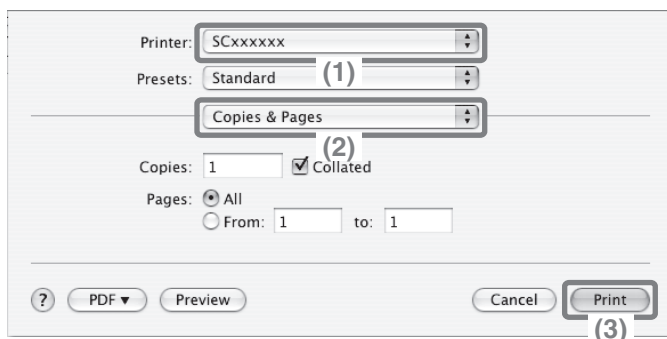 Printer: SCxxxxxx
(1)
Presets: Standard
Copies & Pages
(2)
Copies: 1 Collated
Pages: All
From: 1 to: 1
? PDF▼ Preview Cancel Print
(3)